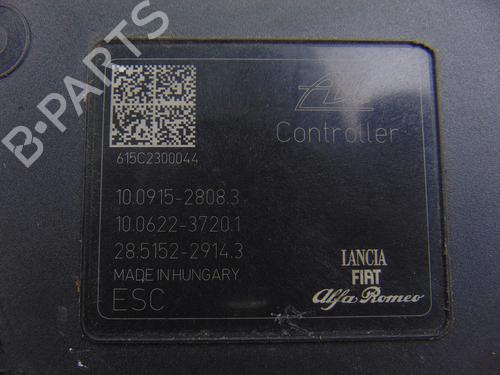 B-PARTS
Ate
Controller
615C2300044
10.0915-2808.3
10.0622-3720.1
28.5152-2914.3
MADE IN HUNGARY
ESC
LANCIA
FIAT
Alfa Romeo